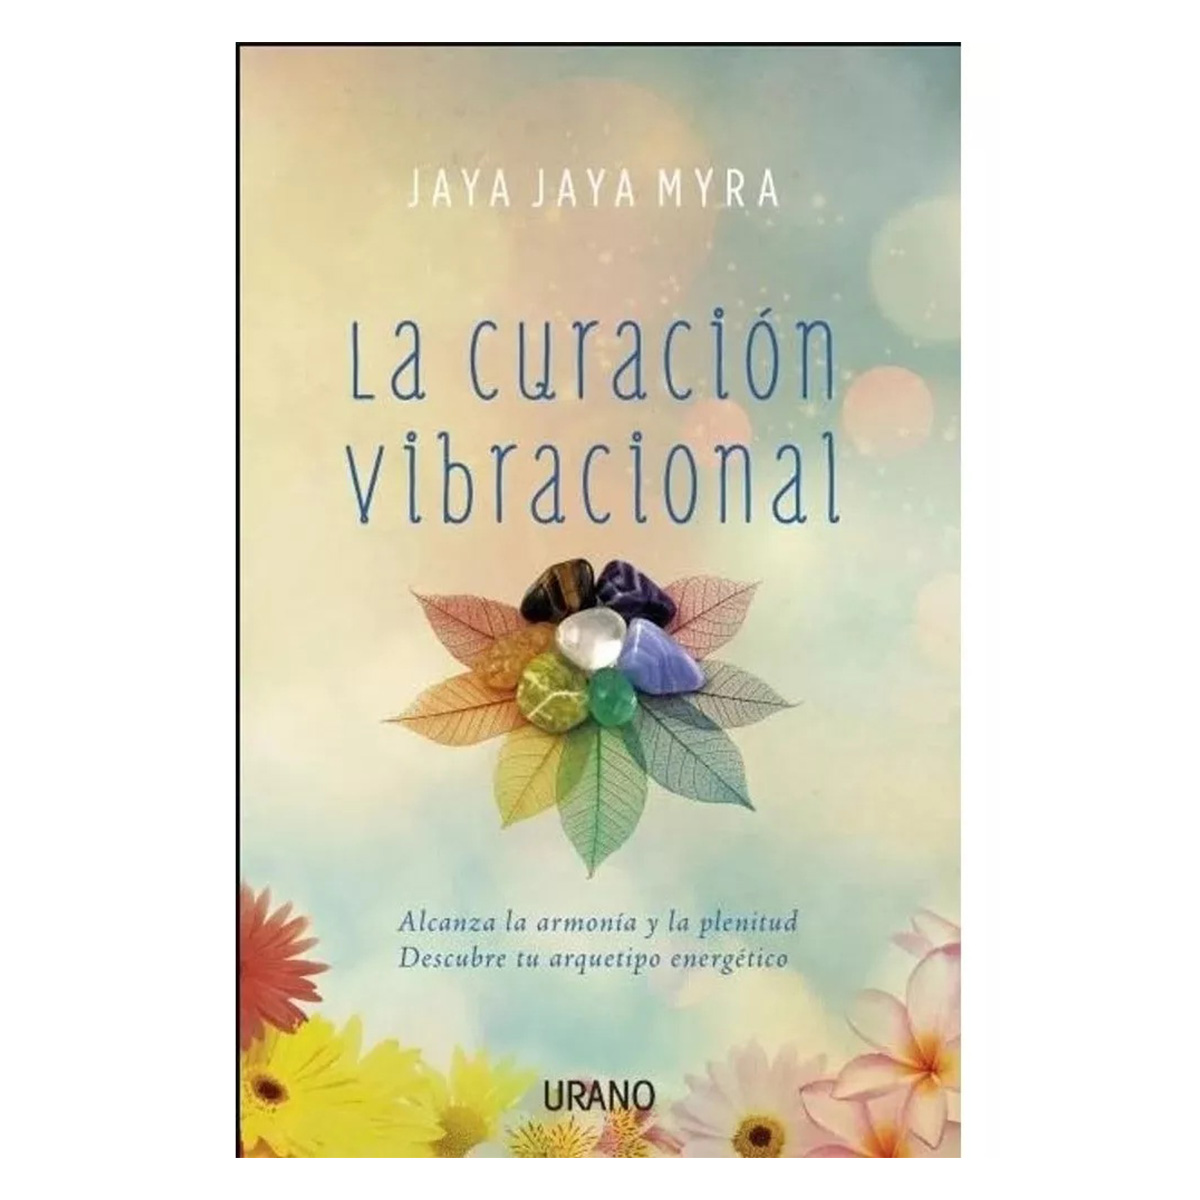 JAYA JAYA MYRA
La curación
vibracional
Alcanza la armonía y la plenitud
Descubre tu arquetipo energético
URANO